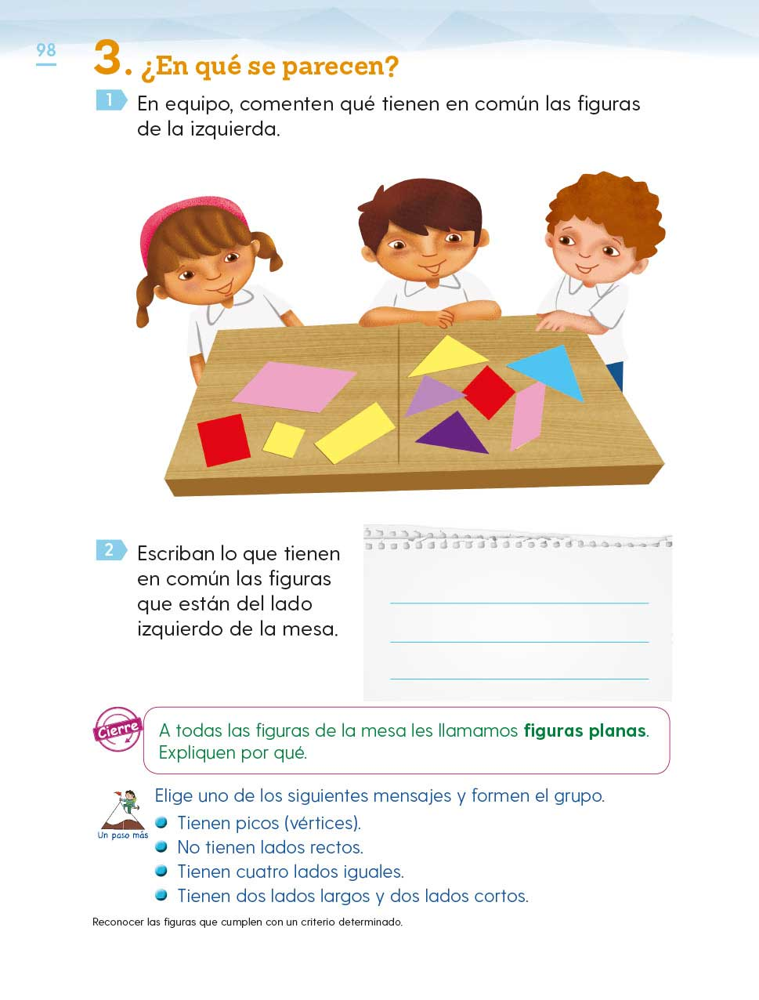 98
3. ¿En qué se parecen?
1 En equipo, comenten qué tienen en común las figuras
de la izquierda.
2 Escriban lo que tienen
en común las figuras
que están del lado
izquierdo de la mesa.
Cierre
A todas las figuras de la mesa les llamamos figuras planas.
Expliquen por qué.
Un paso más
Elige uno de los siguientes mensajes y formen el grupo.
Tienen picos (vértices).
No tienen lados rectos.
Tienen cuatro lados iguales.
Tienen dos lados largos y dos lados cortos.
Reconocer las figuras que cumplen con un criterio determinado.